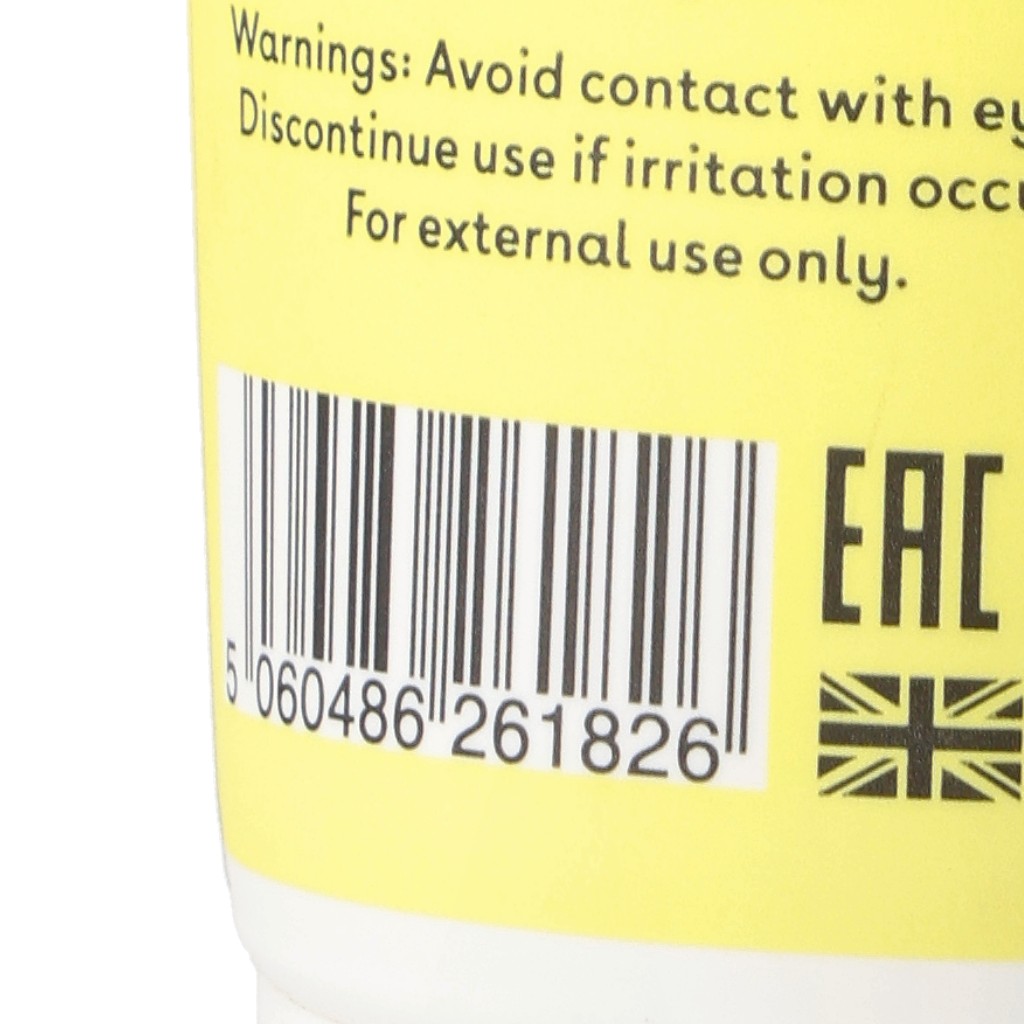 Warnings: Avoid contact with
Discontinue use if irritation
For external use only.
5 060486 261826
EAC